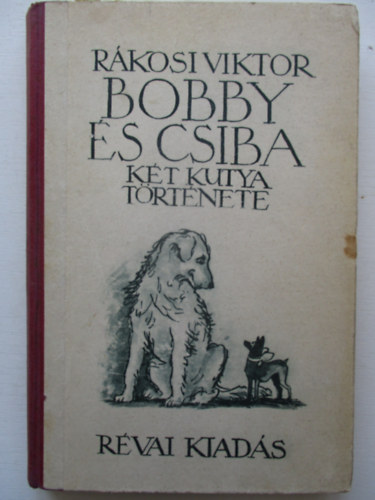 RÁKOSI VIKTOR
BOBBY
ÉS CSIBA
KÉT KUTYA
TÖRTÉNETE
RÉVAI KIADÁS